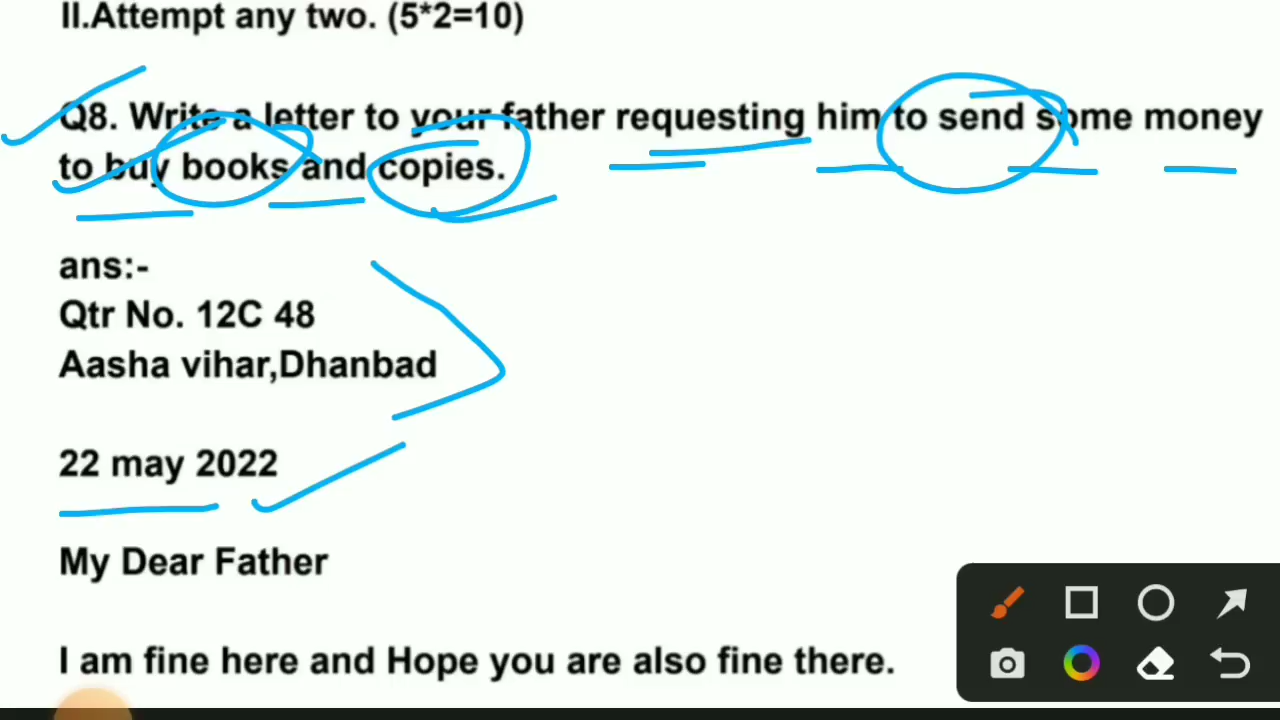 II.Attempt any two. (5*2=10)
Q8. Write a letter to your father requesting him to send some money
to buy books and copies.
ans:-
Qtr No. 12C 48
Aasha vihar,Dhanbad
22 may 2022
My Dear Father
I am fine here and Hope you are also fine there.